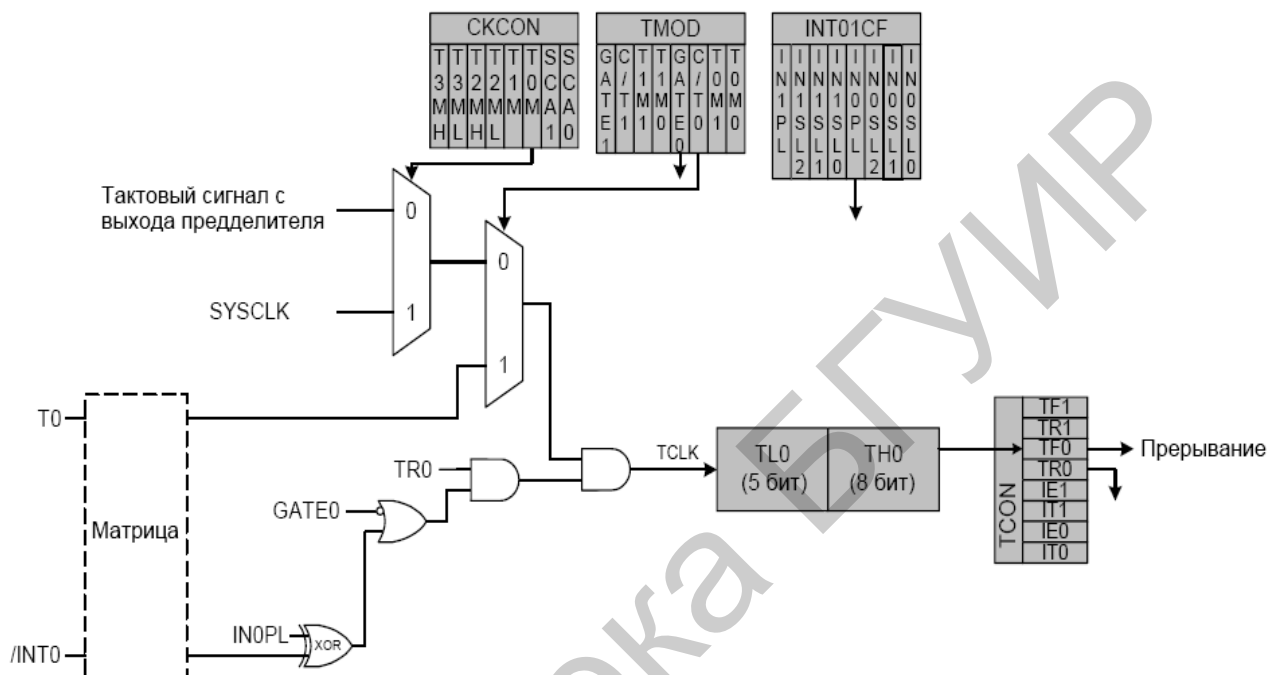 CKCON
T3MH
T3ML
T2MH
T2ML
T1M
T0M
SCA1
SCA0
TMOD
GATE1
C/T1
T1M1
T1M0
GATE0
C/T0
T0M1
T0M0
INT01CF
IN1PL
IN1SL2
IN1SL1
IN1SL0
IN0PL
IN0SL2
IN0SL1
IN0SL0
Тактовый сигнал с
выхода предделителя
0
SYSCLK
1
0
1
T0
Матрица
/INT0
TR0
GATE0
IN0PL
XOR
TCLK
TL0
(5 бит)
TH0
(8 бит)
TCON
TF1
TR1
TF0
TR0
IE1
IT1
IE0
IT0
Прерывание
ока БГУИР